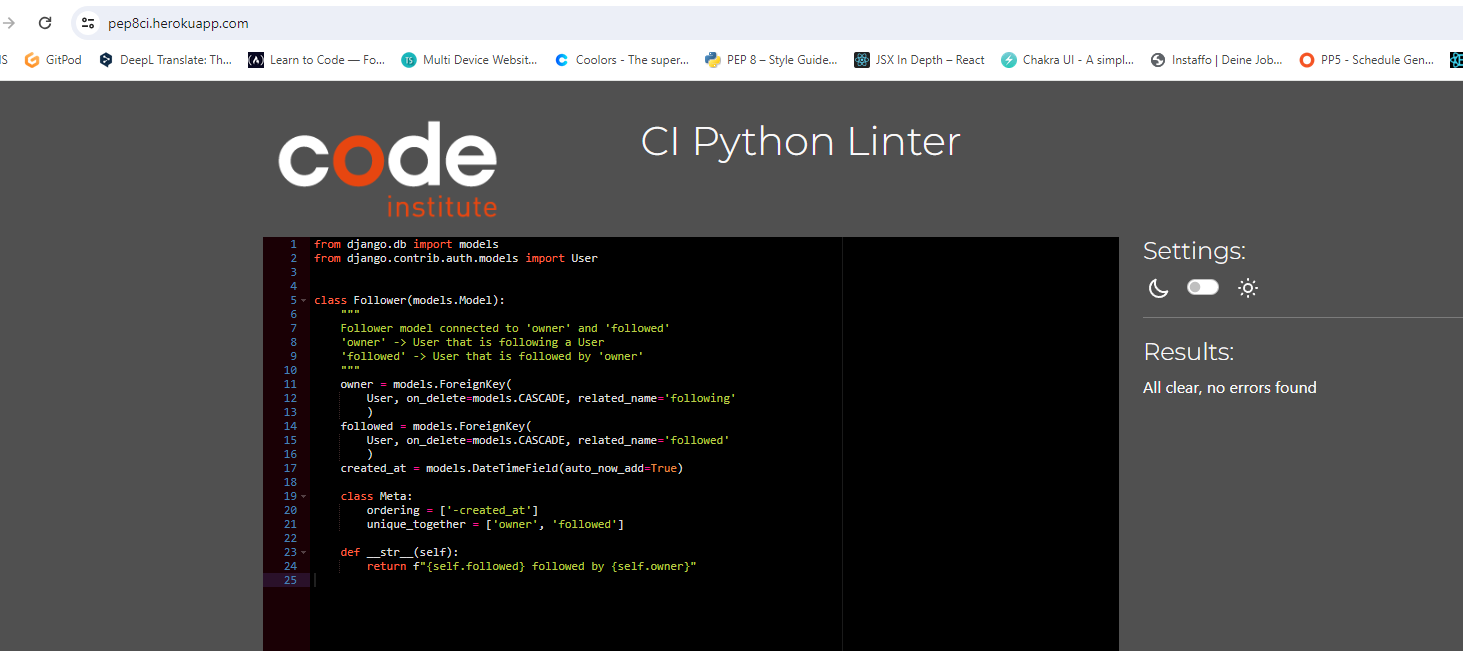 pep8ci.herokuapp.com
GitPod DeepL Translate: Th... Learn to Code — Fo... Multi Device Websit... Coolors - The super... PEP 8 – Style Guide... JSX In Depth – React Chakra UI - A simpl... Instaffo | Deine Job... PP5 - Schedule Gen...
code
institute
CI Python Linter
1 from django.db import models
2 from django.contrib.auth.models import User
3
4
5 class Follower(models.Model):
6 """
7 Follower model connected to 'owner' and 'followed'
8 'owner' -> User that is following a User
9 'followed' -> User that is followed by 'owner'
10 """
11 owner = models.ForeignKey(
12 User, on_delete=models.CASCADE, related_name='following'
13 )
14 followed = models.ForeignKey(
15 User, on_delete=models.CASCADE, related_name='followed'
16 )
17 created_at = models.DateTimeField(auto_now_add=True)
18
19 class Meta:
20 ordering = ['-created_at']
21 unique_together = ['owner', 'followed']
22
23 def __str__(self):
24 return f"{self.followed} followed by {self.owner}"
25
Settings:
Results:
All clear, no errors found